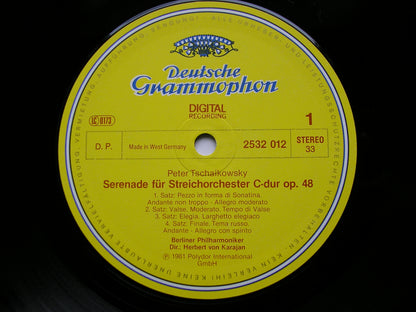 Deutsche
Grammophon
DIGITAL
RECORDING
LC 0173
1
D. P.
Made in West Germany
2532 012
STEREO
33
Peter Tschaikowsky
Serenade für Streichorchester C-dur op. 48
1. Satz: Pezzo in forma di Sonatina.
Andante non troppo - Allegro moderato
2. Satz: Valse. Moderato. Tempo di Valse
3. Satz: Elegia. Larghetto elegiaco
4. Satz: Finale. Tema russo.
Andante - Allegro con spirito
Berliner Philharmoniker
Dir.: Herbert von Karajan
Ⓟ 1981 Polydor International
GmbH